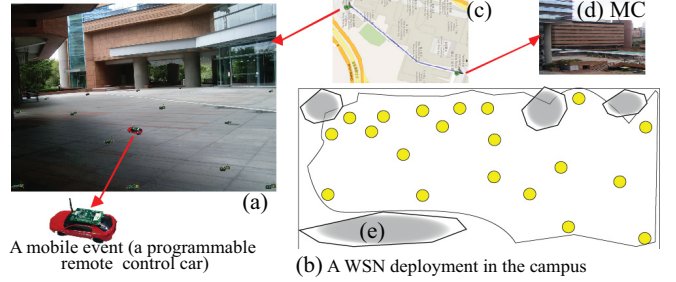 (c)
(d) MC
(a)
(e)
A mobile event (a programmable
remote control car)
(b) A WSN deployment in the campus